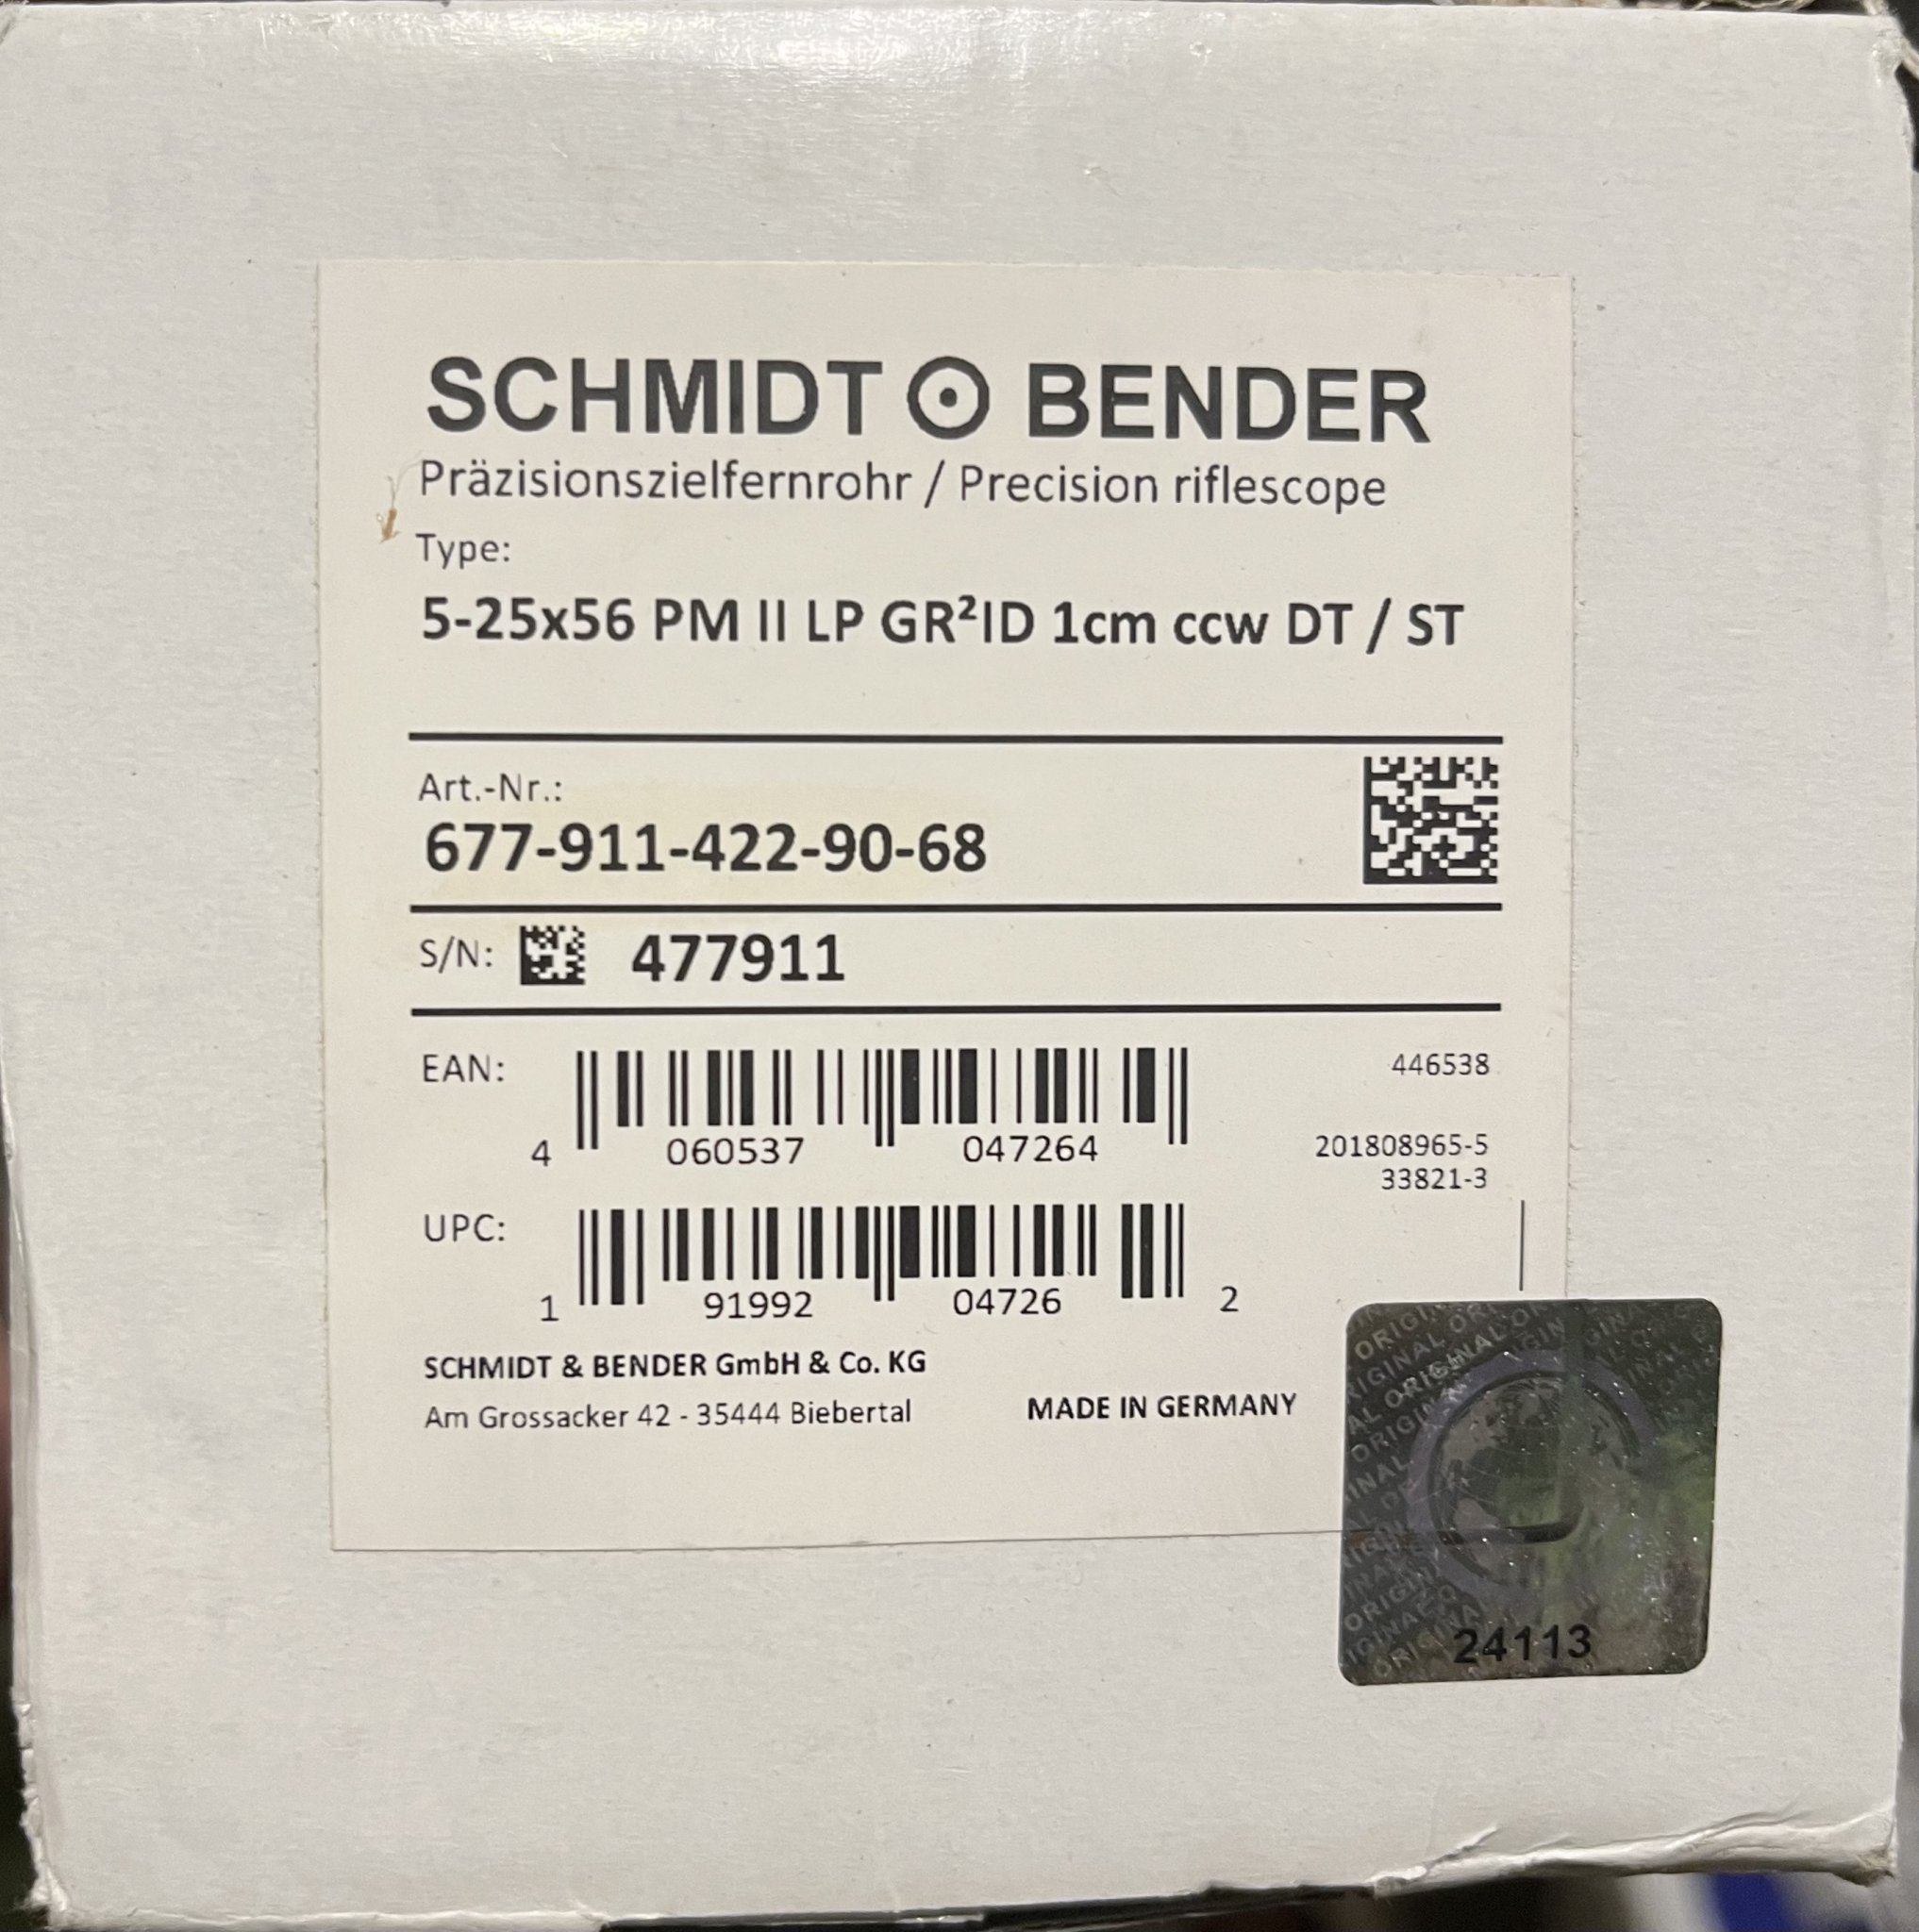 SCHMIDT BENDER
Präzisionszielfernrohr / Precision riflescope
Type:
5-25x56 PM II LP GR²ID 1cm ccw DT / ST
Art.-Nr.:
677-911-422-90-68
S/N: 477911
EAN:
4 060537 047264
446538
201808965-5
33821-3
UPC:
1 91992 04726 2
SCHMIDT & BENDER GmbH & Co. KG
Am Grossacker 42 - 35444 Biebertal
MADE IN GERMANY
ORIGINAL
24113